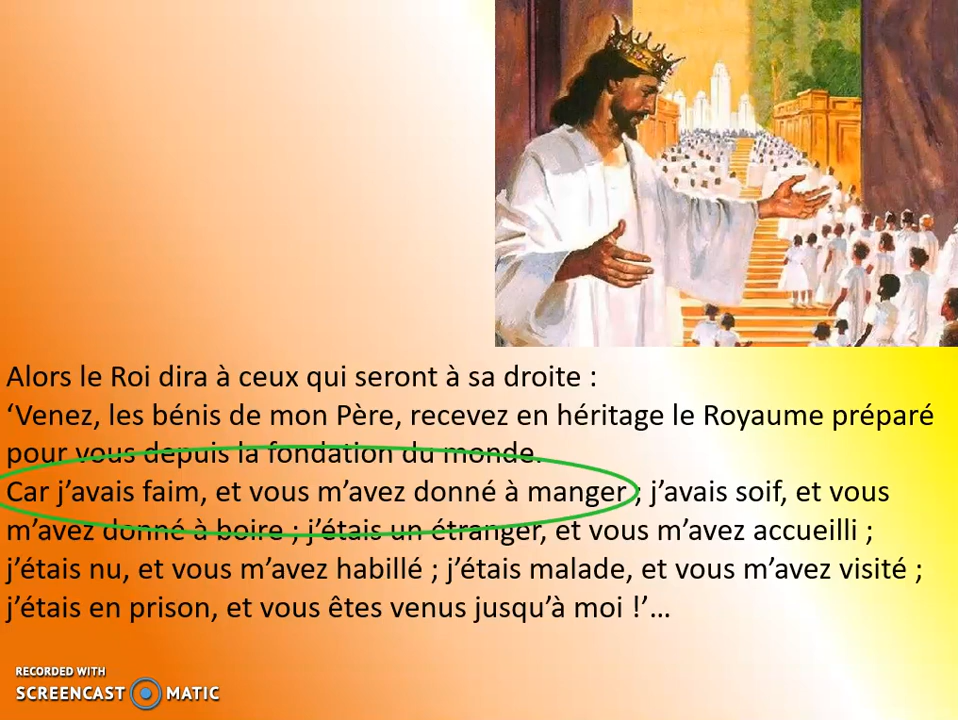 Alors le Roi dira à ceux qui seront à sa droite :
‘Venez, les bénis de mon Père, recevez en héritage le Royaume préparé
pour vous depuis la fondation du monde.
Car j’avais faim, et vous m’avez donné à manger ; j’avais soif, et vous
m’avez donné à boire ; j’étais un étranger, et vous m’avez accueilli ;
j’étais nu, et vous m’avez habillé ; j’étais malade, et vous m’avez visité ;
j’étais en prison, et vous êtes venus jusqu’à moi !’…
RECORDED WITH
SCREENCAST MATIC